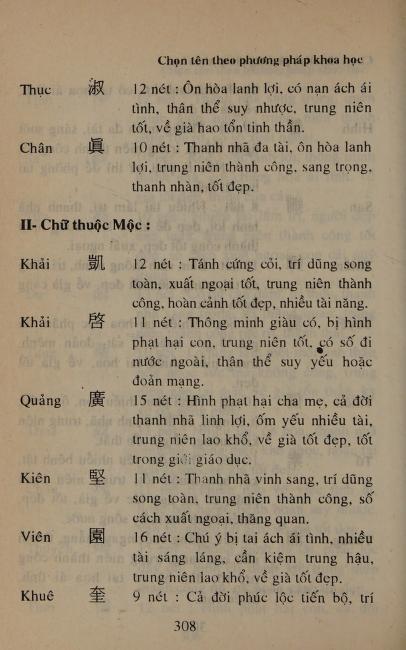 Chọn tên theo phương pháp khoa học
Thục 淑 12 nét : Ôn hòa lanh lợi, có nạn ách ái
tình, thân thể suy nhược, trung niên
tốt, về già hao tổn tinh thần.
Chân 眞 10 nét : Thanh nhã đa tài, ôn hòa lanh
lợi, trung niên thành công, sang trọng,
thanh nhàn, tốt đẹp.
II- Chữ thuộc Mộc :
Khải 凱 12 nét : Tánh cứng cỏi, trí dũng song
toàn, xuất ngoại tốt, trung niên thành
công, hoàn cảnh tốt đẹp, nhiều tài năng.
Khải 啓 11 nét : Thông minh giàu có, bị hình
phạt hại con, trung niên tốt, có số đi
nước ngoài, thân thể suy yếu hoặc
đoản mạng.
Quảng 廣 15 nét : Hình phạt hại cha mẹ, cả đời
thanh nhã linh lợi, ốm yếu nhiều tài,
trung niên lao khổ, về già tốt đẹp, tốt
trong giới giáo dục.
Kiên 堅 11 nét : Thanh nhã vinh sang, trí dũng
song toàn, trung niên thành công, số
cách xuất ngoại, thăng quan.
Viên 園 16 nét : Chú ý bị tai ách ái tình, nhiều
tài sáng láng, cần kiệm trung hậu,
trung niên lao khổ, về già tốt đẹp.
Khuê 奎 9 nét : Cả đời phúc lộc tiến bộ, trí
308